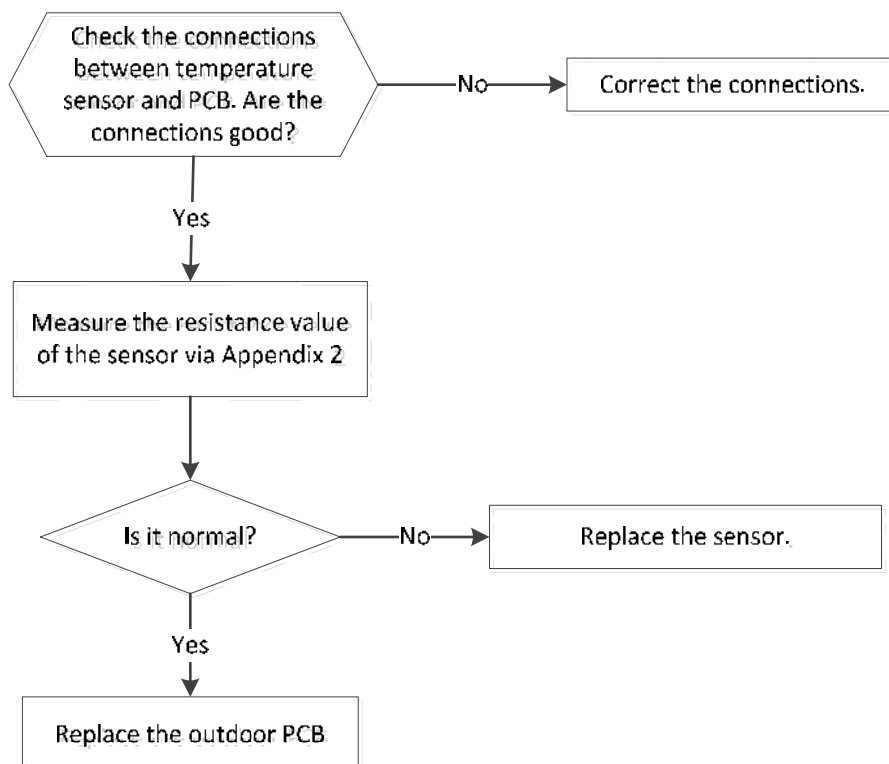 Check the connections
between temperature
sensor and PCB. Are the
connections good?
No
Correct the connections.
Yes
Measure the resistance value
of the sensor via Appendix 2
Is it normal?
No
Replace the sensor.
Yes
Replace the outdoor PCB